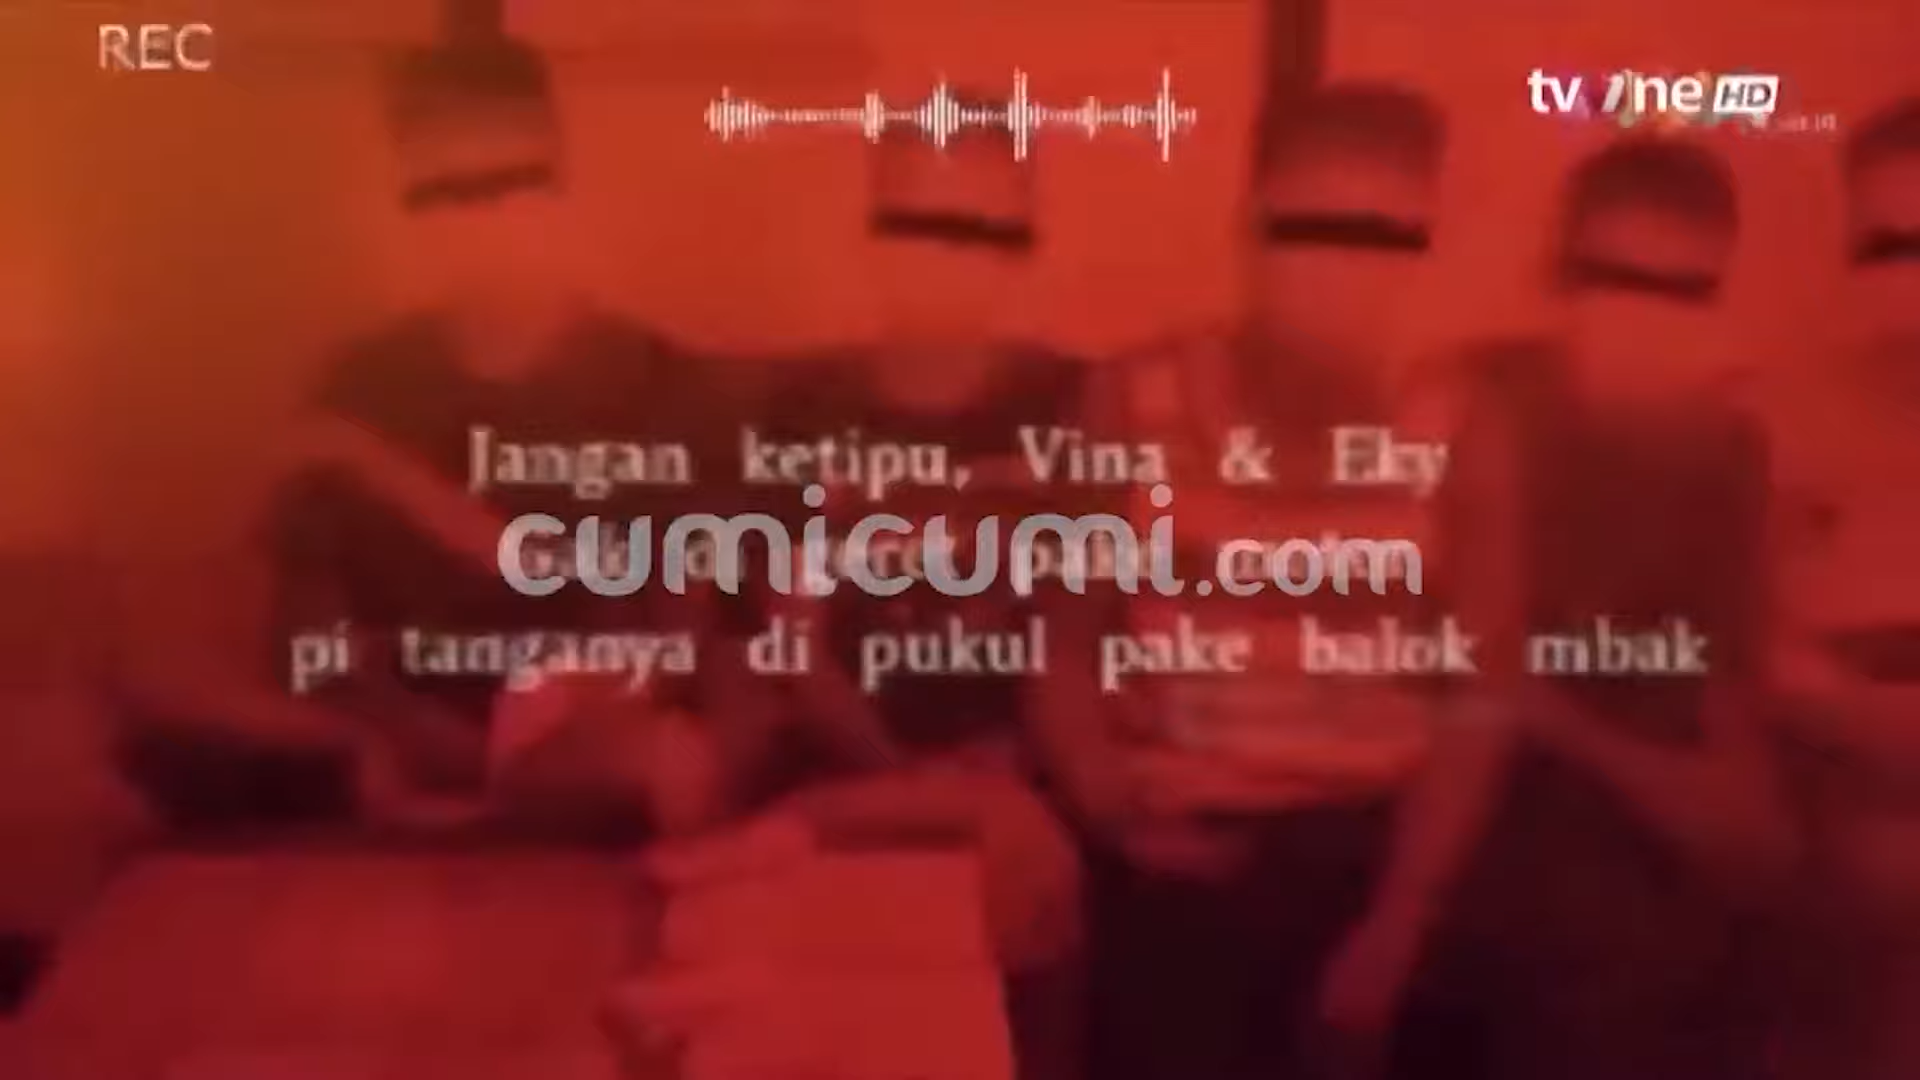 REC
tvOne HD
Jangan ketipu, Vina & Eky
cumicumi.com
pi tanganya di pukul pake balok mbak